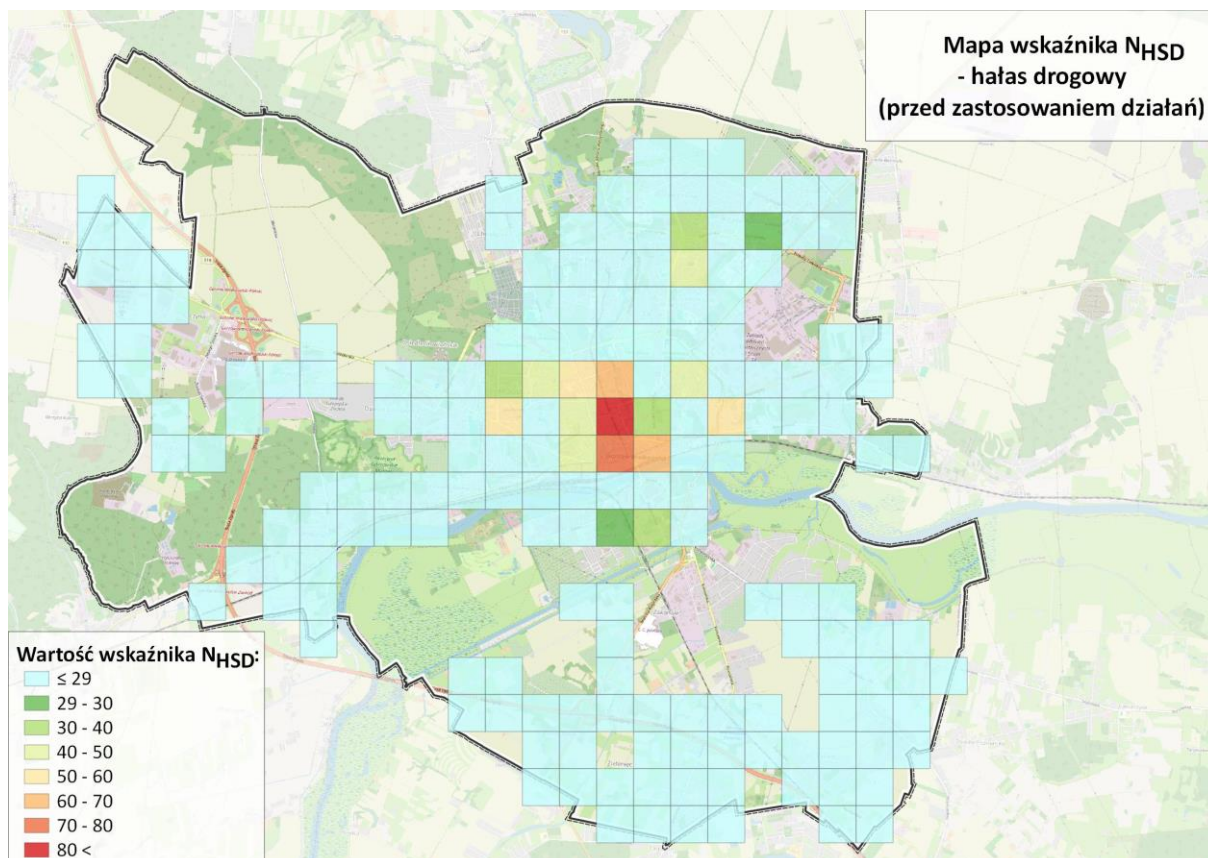 Mapa wskaźnika NHSD
- hałas drogowy
(przed zastosowaniem działań)
Wartość wskaźnika NHSD:
≤ 29
29 - 30
30 - 40
40 - 50
50 - 60
60 - 70
70 - 80
80 <